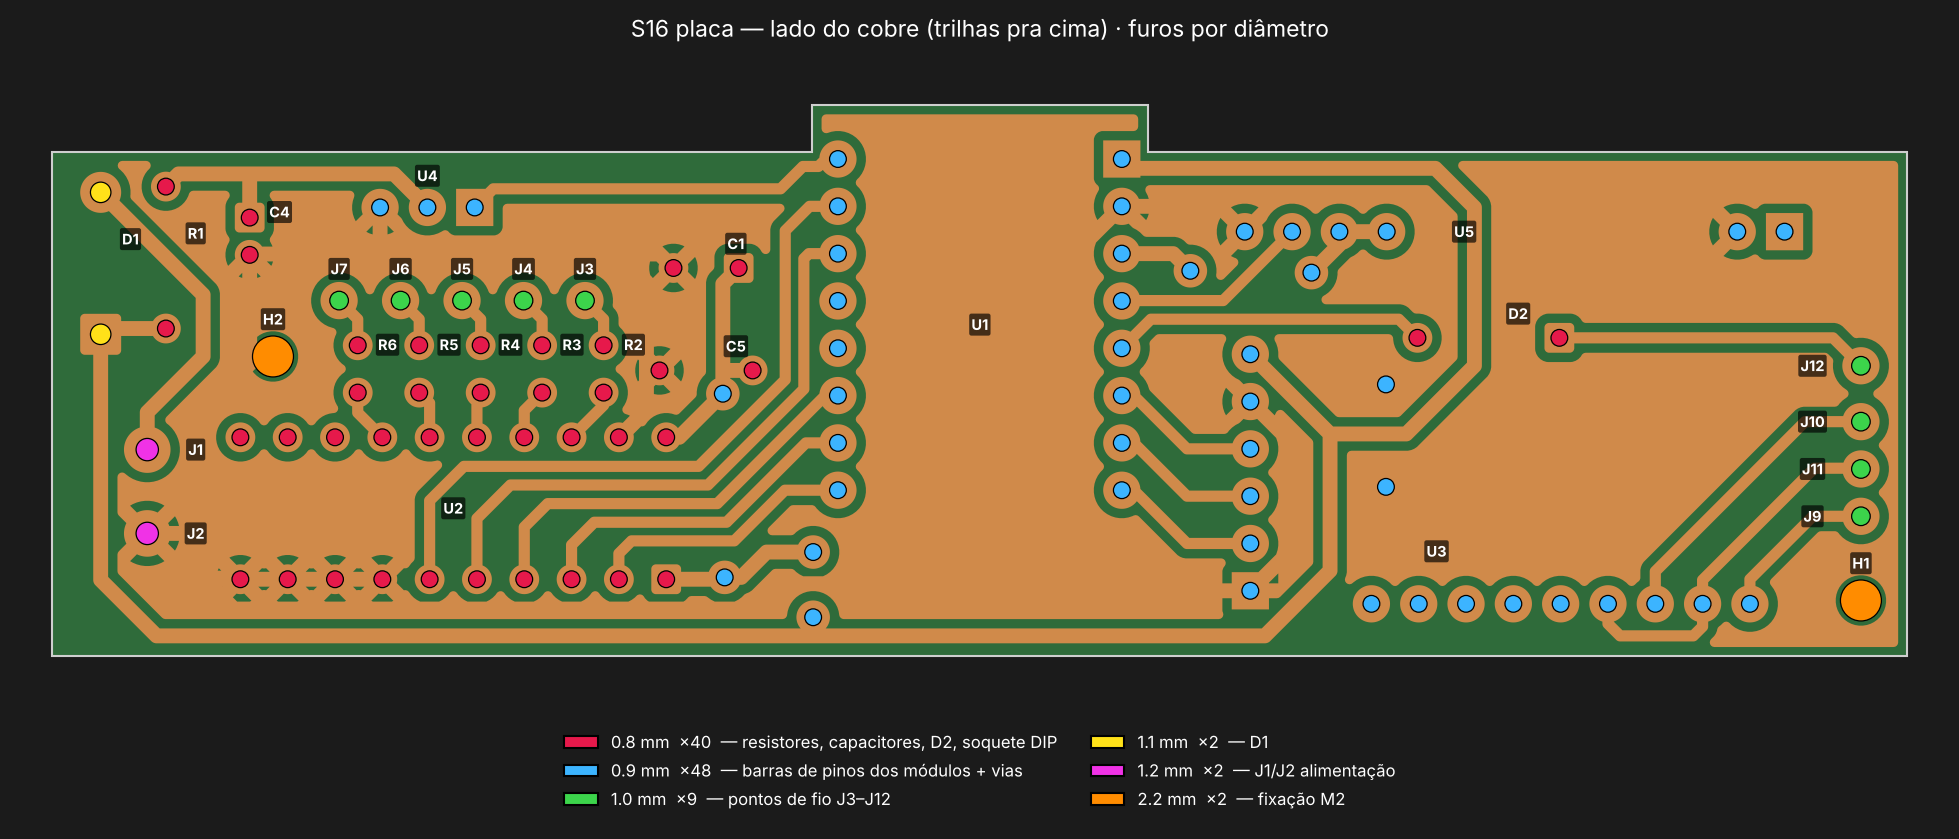 S16 placa — lado do cobre (trilhas pra cima) · furos por diâmetro
U4
C4
R1
D1
C1
U5
J7
J6
J5
J4
J3
H2
U1
D2
R6
R5
R4
R3
R2
C5
J12
J10
J1
J11
U2
J9
J2
U3
H1
0.8 mm ×40 — resistores, capacitores, D2, soquete DIP
0.9 mm ×48 — barras de pinos dos módulos + vias
1.0 mm ×9 — pontos de fio J3–J12
1.1 mm ×2 — D1
1.2 mm ×2 — J1/J2 alimentação
2.2 mm ×2 — fixação M2